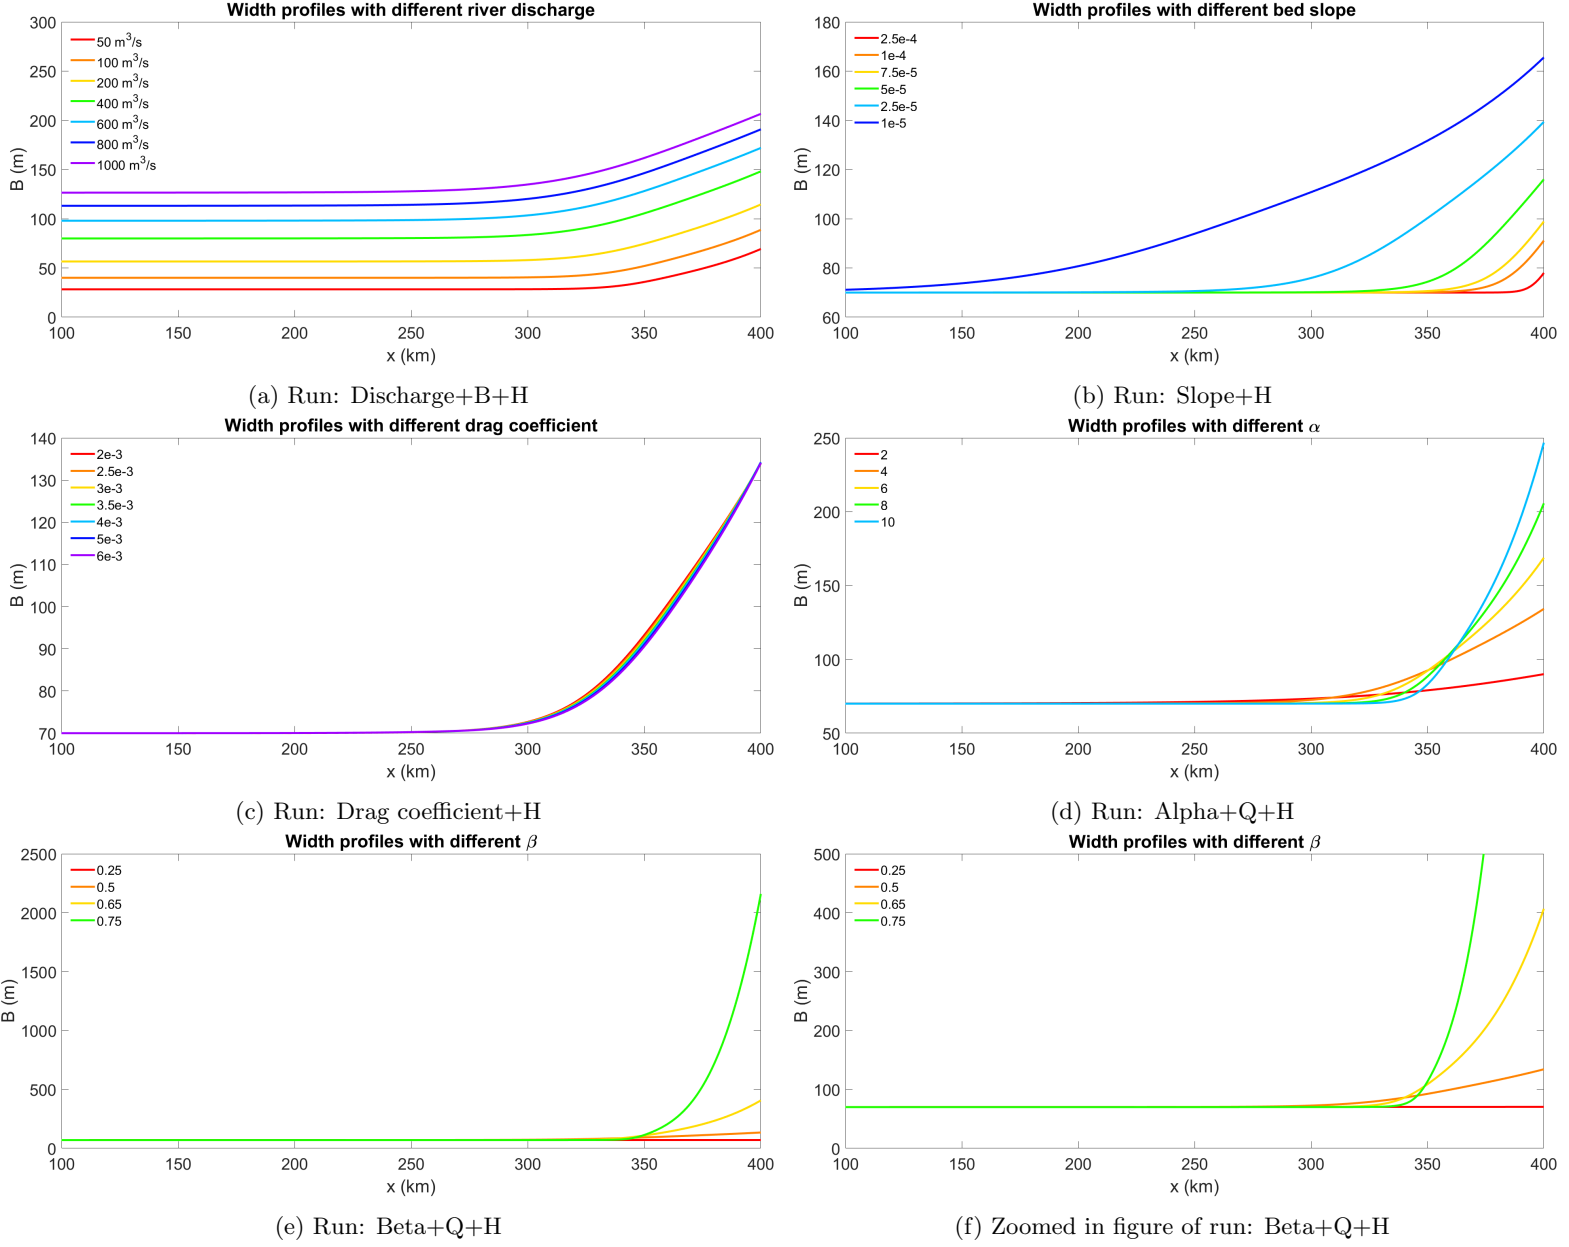 Width profiles with different river discharge
300
250
200
150
100
50
0
B (m)
50 m³/s
100 m³/s
200 m³/s
400 m³/s
600 m³/s
800 m³/s
1000 m³/s
100 150 200 250 300 350 400
x (km)
(a) Run: Discharge+B+H
Width profiles with different bed slope
180
160
140
120
100
80
60
B (m)
2.5e-4
1e-4
7.5e-5
5e-5
2.5e-5
1e-5
100 150 200 250 300 350 400
x (km)
(b) Run: Slope+H
Width profiles with different drag coefficient
140
130
120
110
100
90
80
70
B (m)
2e-3
2.5e-3
3e-3
3.5e-3
4e-3
5e-3
6e-3
100 150 200 250 300 350 400
x (km)
(c) Run: Drag coefficient+H
Width profiles with different α
250
200
150
100
50
B (m)
2
4
6
8
10
100 150 200 250 300 350 400
x (km)
(d) Run: Alpha+Q+H
Width profiles with different β
2500
2000
1500
1000
500
0
B (m)
0.25
0.5
0.65
0.75
100 150 200 250 300 350 400
x (km)
(e) Run: Beta+Q+H
Width profiles with different β
500
400
300
200
100
0
B (m)
0.25
0.5
0.65
0.75
100 150 200 250 300 350 400
x (km)
(f) Zoomed in figure of run: Beta+Q+H